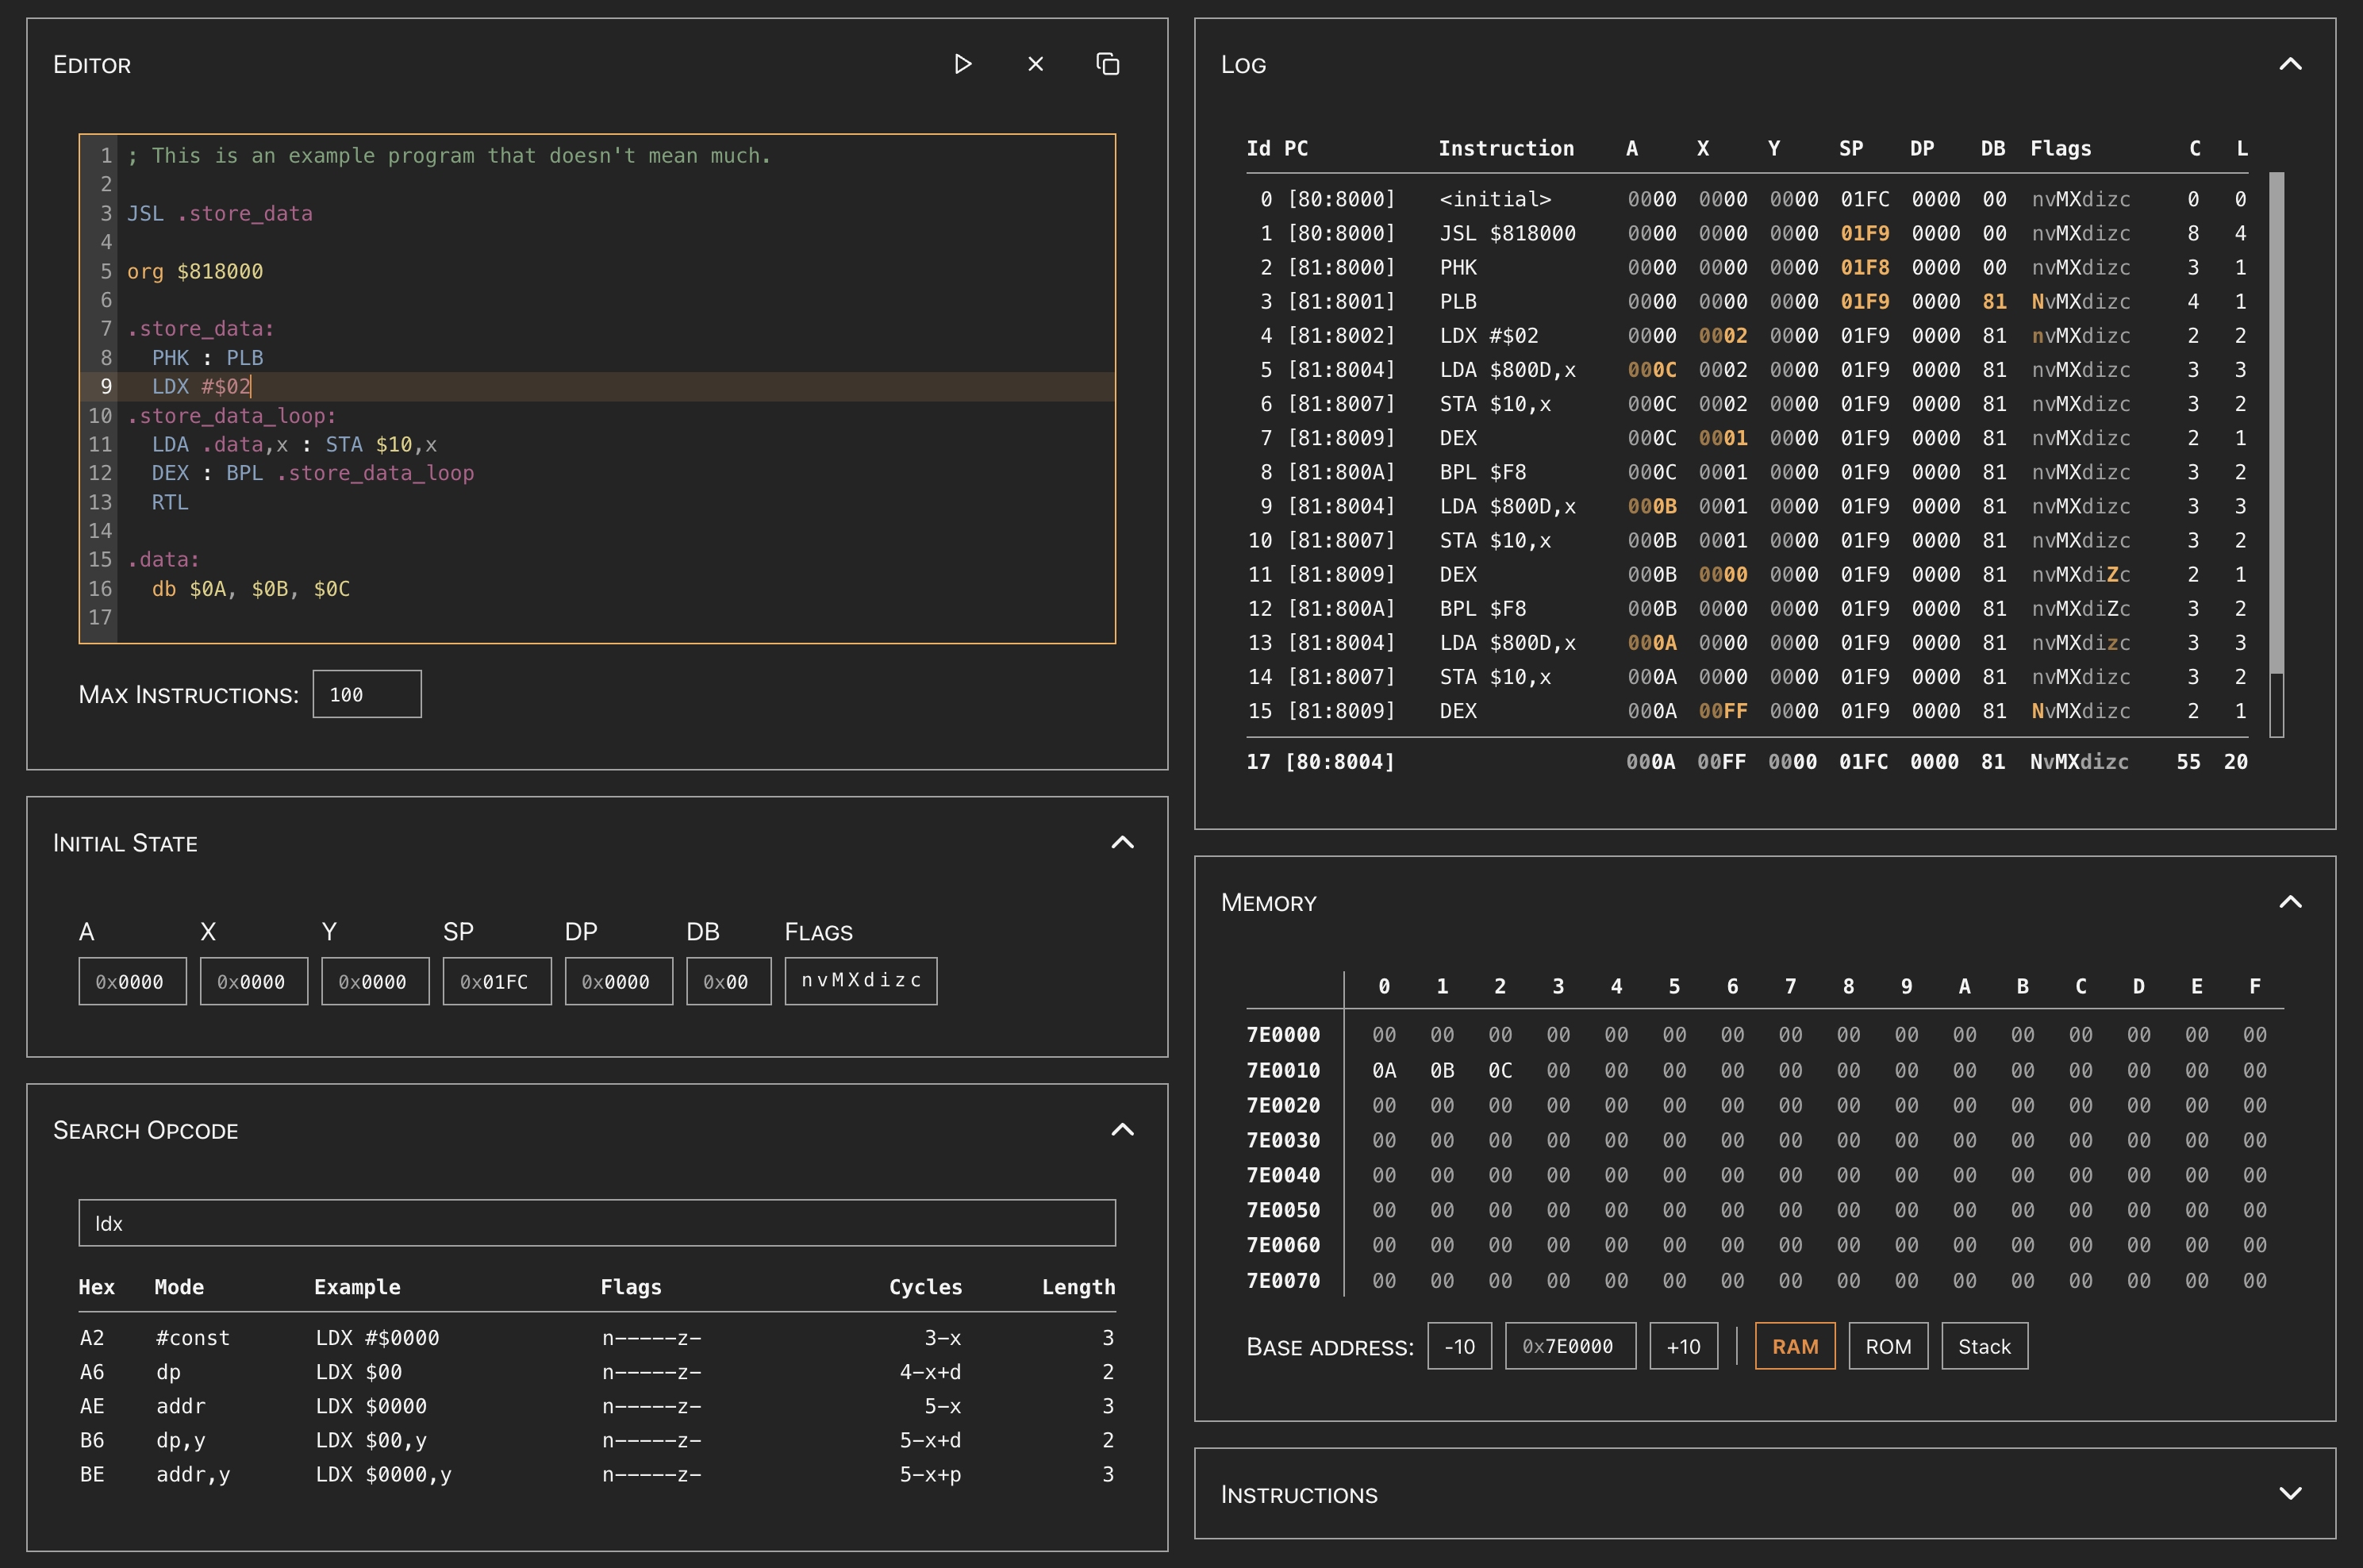 EDITOR
1 ; This is an example program that doesn't mean much.
2
3 JSL .store_data
4
5 org $818000
6
7 .store_data:
8 PHK : PLB
9 LDX #$02
10 .store_data_loop:
11 LDA .data,x : STA $10,x
12 DEX : BPL .store_data_loop
13 RTL
14
15 .data:
16 db $0A, $0B, $0C
17
MAX INSTRUCTIONS: 100
INITIAL STATE
A X Y SP DP DB FLAGS
0x0000 0x0000 0x0000 0x01FC 0x0000 0x00 nvMXdizc
SEARCH OPCODE
ldx
Hex Mode Example Flags Cycles Length
A2 #const LDX #$0000 n-----z- 3-x 3
A6 dp LDX $00 n-----z- 4-x+d 2
AE addr LDX $0000 n-----z- 5-x 3
B6 dp,y LDX $00,y n-----z- 5-x+d 2
BE addr,y LDX $0000,y n-----z- 5-x+p 3
LOG
Id PC Instruction A X Y SP DP DB Flags C L
0 [80:8000] <initial> 0000 0000 0000 01FC 0000 00 nvMXdizc 0 0
1 [80:8000] JSL $818000 0000 0000 0000 01F9 0000 00 nvMXdizc 8 4
2 [81:8000] PHK 0000 0000 0000 01F8 0000 00 nvMXdizc 3 1
3 [81:8001] PLB 0000 0000 0000 01F9 0000 81 NvMXdizc 4 1
4 [81:8002] LDX #$02 0000 0002 0000 01F9 0000 81 nvMXdizc 2 2
5 [81:8004] LDA $800D,x 000C 0002 0000 01F9 0000 81 nvMXdizc 3 3
6 [81:8007] STA $10,x 000C 0002 0000 01F9 0000 81 nvMXdizc 3 2
7 [81:8009] DEX 000C 0001 0000 01F9 0000 81 nvMXdizc 2 1
8 [81:800A] BPL $F8 000C 0001 0000 01F9 0000 81 nvMXdizc 3 2
9 [81:8004] LDA $800D,x 000B 0001 0000 01F9 0000 81 nvMXdizc 3 3
10 [81:8007] STA $10,x 000B 0001 0000 01F9 0000 81 nvMXdizc 3 2
11 [81:8009] DEX 000B 0000 0000 01F9 0000 81 nvMXdiZc 2 1
12 [81:800A] BPL $F8 000B 0000 0000 01F9 0000 81 nvMXdiZc 3 2
13 [81:8004] LDA $800D,x 000A 0000 0000 01F9 0000 81 nvMXdizc 3 3
14 [81:8007] STA $10,x 000A 0000 0000 01F9 0000 81 nvMXdizc 3 2
15 [81:8009] DEX 000A 00FF 0000 01F9 0000 81 NvMXdizc 2 1
17 [80:8004] 000A 00FF 0000 01FC 0000 81 NvMXdizc 55 20
MEMORY
0 1 2 3 4 5 6 7 8 9 A B C D E F
7E0000 00 00 00 00 00 00 00 00 00 00 00 00 00 00 00 00
7E0010 0A 0B 0C 00 00 00 00 00 00 00 00 00 00 00 00 00
7E0020 00 00 00 00 00 00 00 00 00 00 00 00 00 00 00 00
7E0030 00 00 00 00 00 00 00 00 00 00 00 00 00 00 00 00
7E0040 00 00 00 00 00 00 00 00 00 00 00 00 00 00 00 00
7E0050 00 00 00 00 00 00 00 00 00 00 00 00 00 00 00 00
7E0060 00 00 00 00 00 00 00 00 00 00 00 00 00 00 00 00
7E0070 00 00 00 00 00 00 00 00 00 00 00 00 00 00 00 00
BASE ADDRESS: -10 0x7E0000 +10 RAM ROM Stack
INSTRUCTIONS